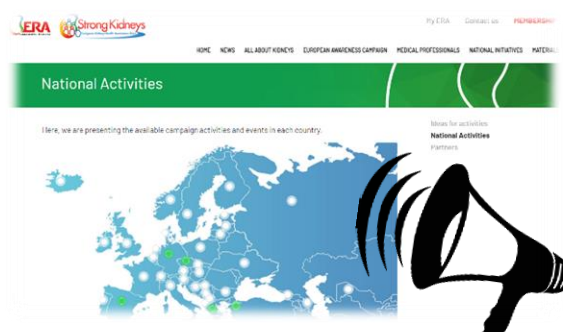 ERA
Strong Kidneys
My ERA Contact us MEMBERSHIP
HOME NEWS ALL ABOUT KIDNEYS EUROPEAN AWARENESS CAMPAIGN MEDICAL PROFESSIONALS NATIONAL INITIATIVES MATERIAL
National Activities
Here, we are presenting the available campaign activities and events in each country.
Ideas for activities
National Activities
Partners